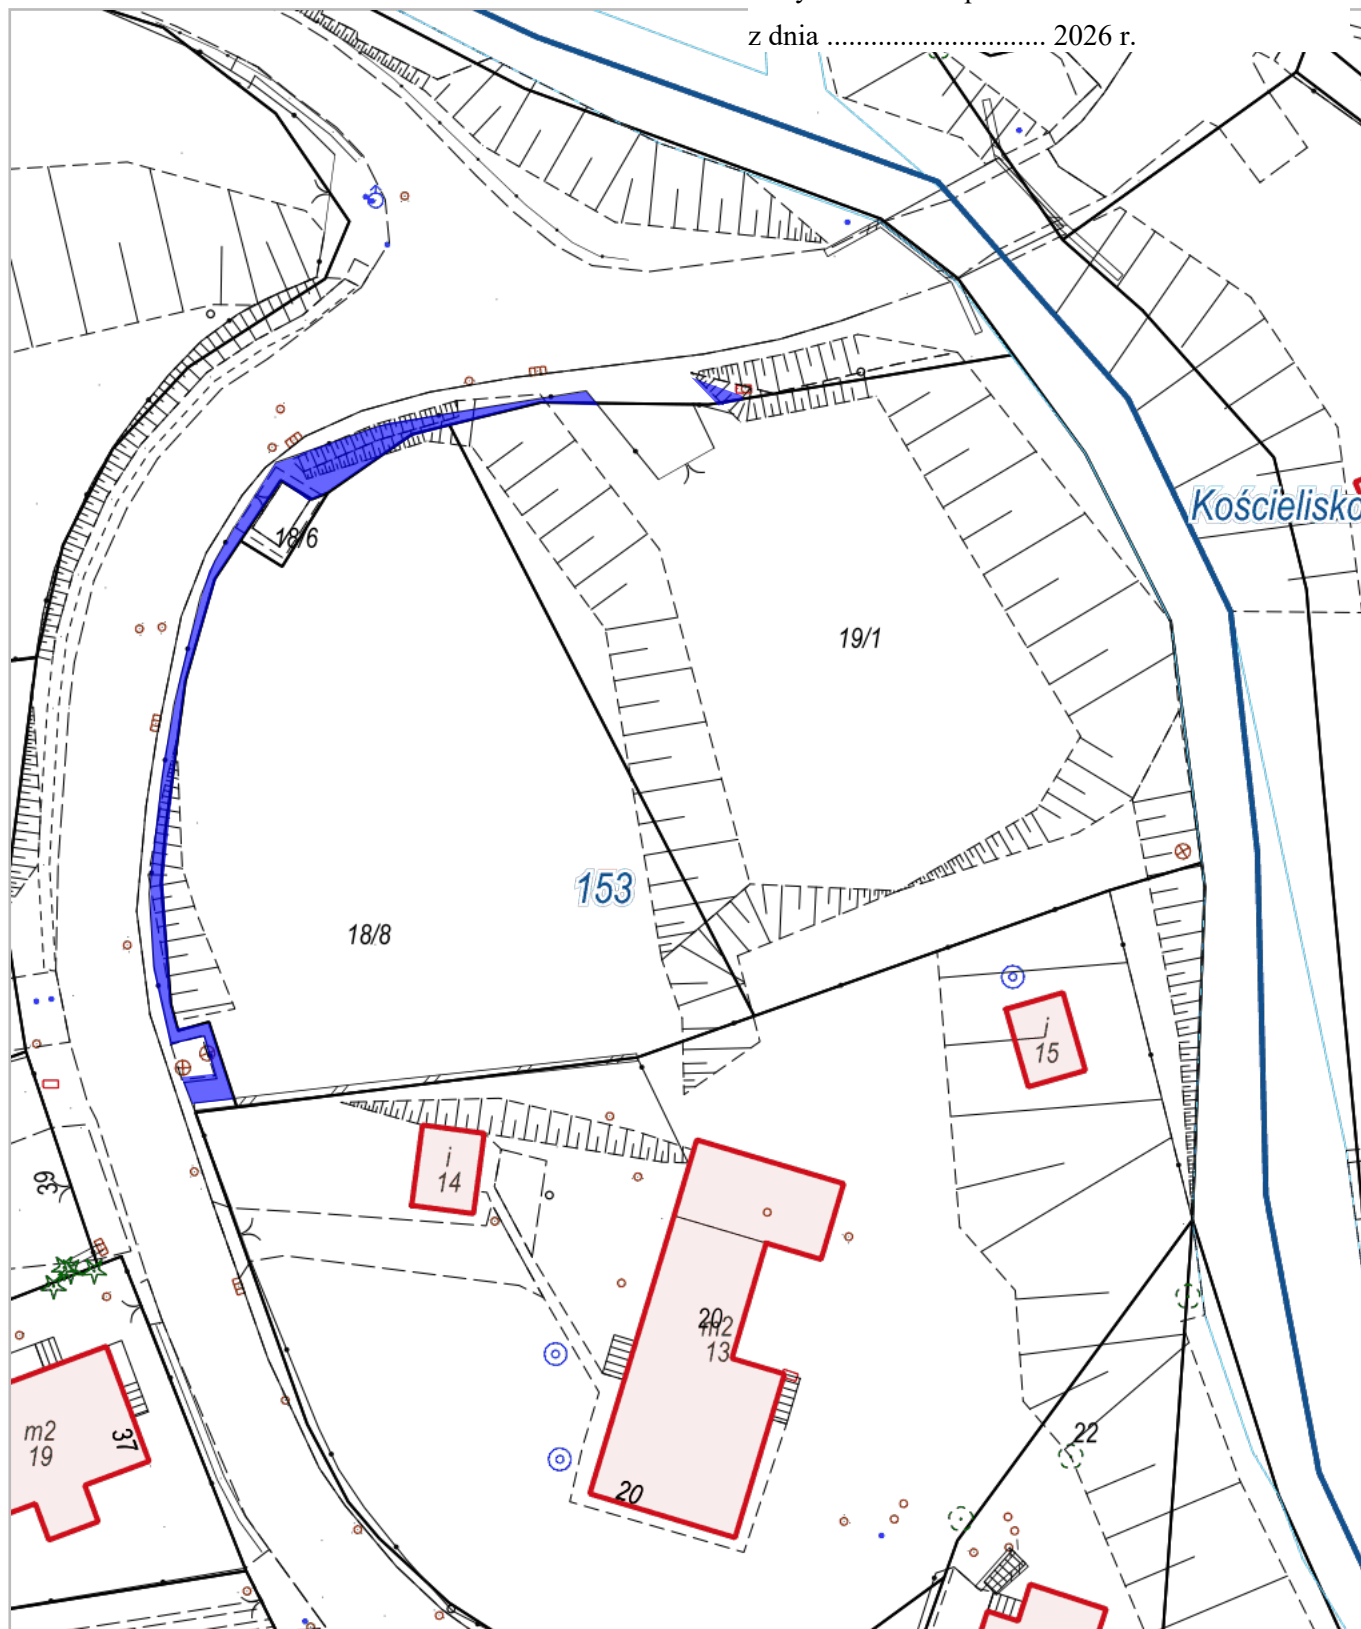 z dnia .............................. 2026 r.
Kościelisko
18/6
19/1
153
18/8
i
15
i
14
39
20
m2
13
22
m2
19
37
20